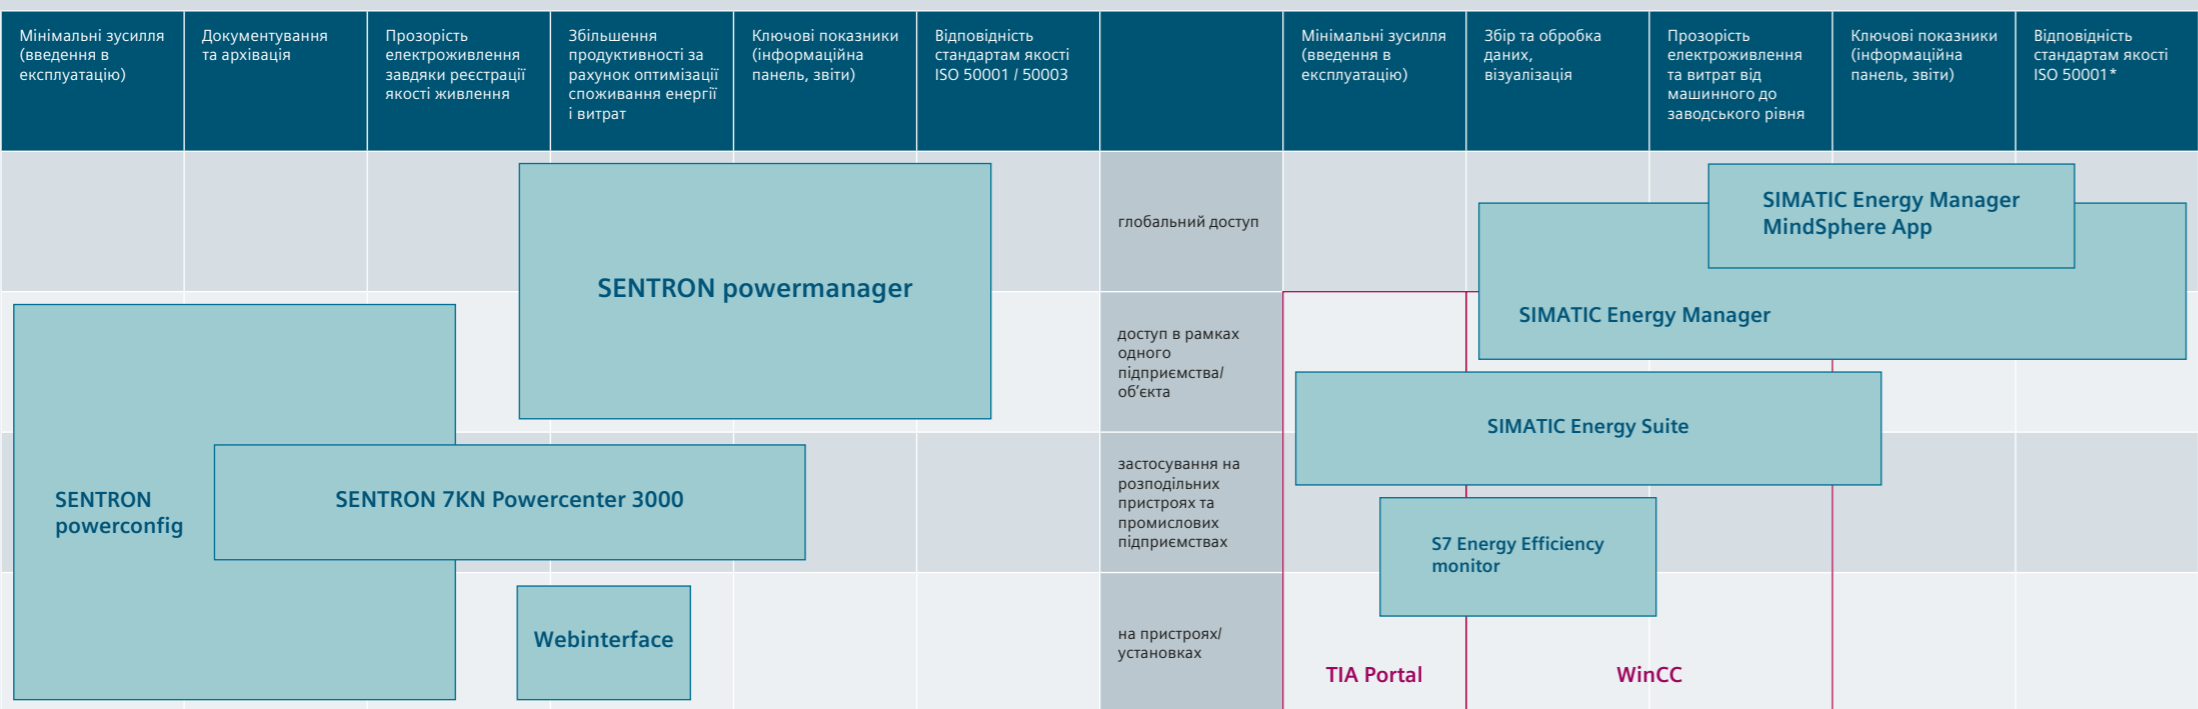 Мінімальні зусилля
(введення в
експлуатацію)
Документування
та архівація
Прозорість
електроживлення
завдяки реєстрації
якості живлення
Збільшення
продуктивності за
рахунок оптимізації
споживання енергії
і витрат
Ключові показники
(інформаційна
панель, звіти)
Відповідність
стандартам якості
ISO 50001 / 50003
Мінімальні зусилля
(введення в
експлуатацію)
Збір та обробка
даних,
візуалізація
Прозорість
електроживлення
та витрат від
машинного до
заводського рівня
Ключові показники
(інформаційна
панель, звіти)
Відповідність
стандартам якості
ISO 50001*
SENTRON powermanager
глобальний доступ
SIMATIC Energy Manager
MindSphere App
SIMATIC Energy Manager
доступ в рамках
одного
підприємства/
об’єкта
SIMATIC Energy Suite
SENTRON
powerconfig
SENTRON 7KN Powercenter 3000
застосування на
розподільних
пристроях та
промислових
підприємствах
S7 Energy Efficiency
monitor
Webinterface
на пристроях/
установках
TIA Portal
WinCC